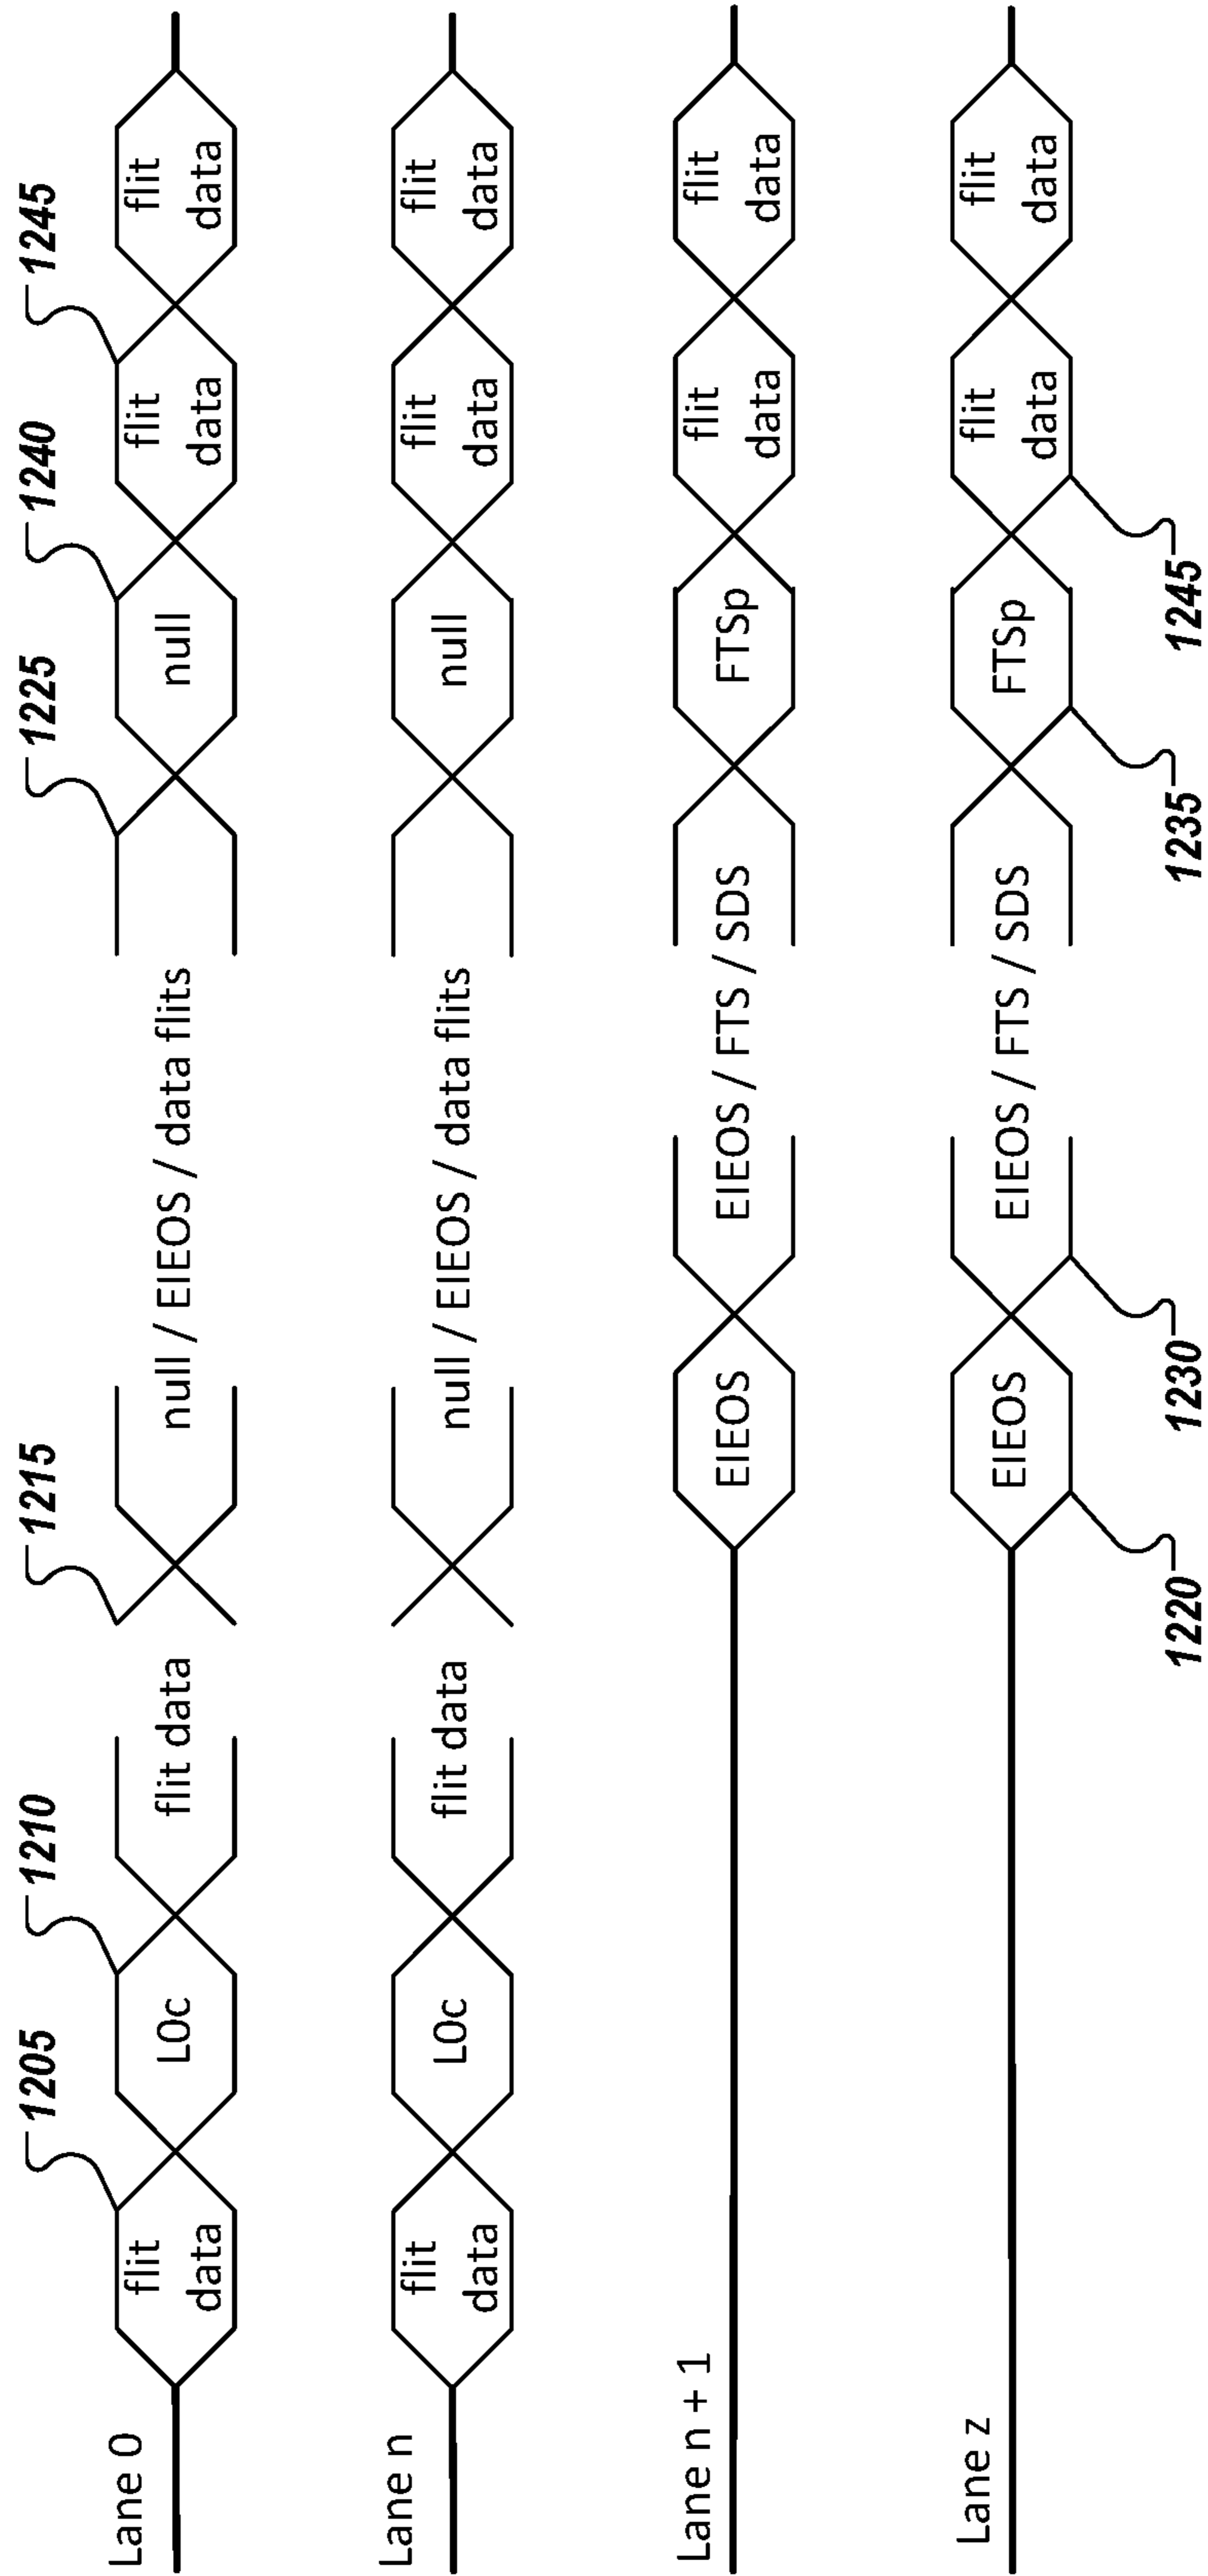 1205 1210 1215 1225 1240 1245
Lane 0
flit data
LOc
flit data
null / EIEOS / data flits
null
flit data
flit data
Lane n
flit data
LOc
flit data
null / EIEOS / data flits
null
flit data
flit data
Lane n + 1
EIEOS
EIEOS / FTS / SDS
FTSp
flit data
flit data
Lane z
EIEOS
EIEOS / FTS / SDS
FTSp
flit data
flit data
1220 1230 1235 1245